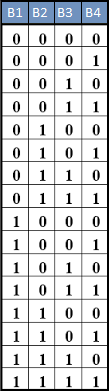 B1 B2 B3 B4
0 0 0 0
0 0 0 1
0 0 1 0
0 0 1 1
0 1 0 0
0 1 0 1
0 1 1 0
0 1 1 1
1 0 0 0
1 0 0 1
1 0 1 0
1 0 1 1
1 1 0 0
1 1 0 1
1 1 1 0
1 1 1 1